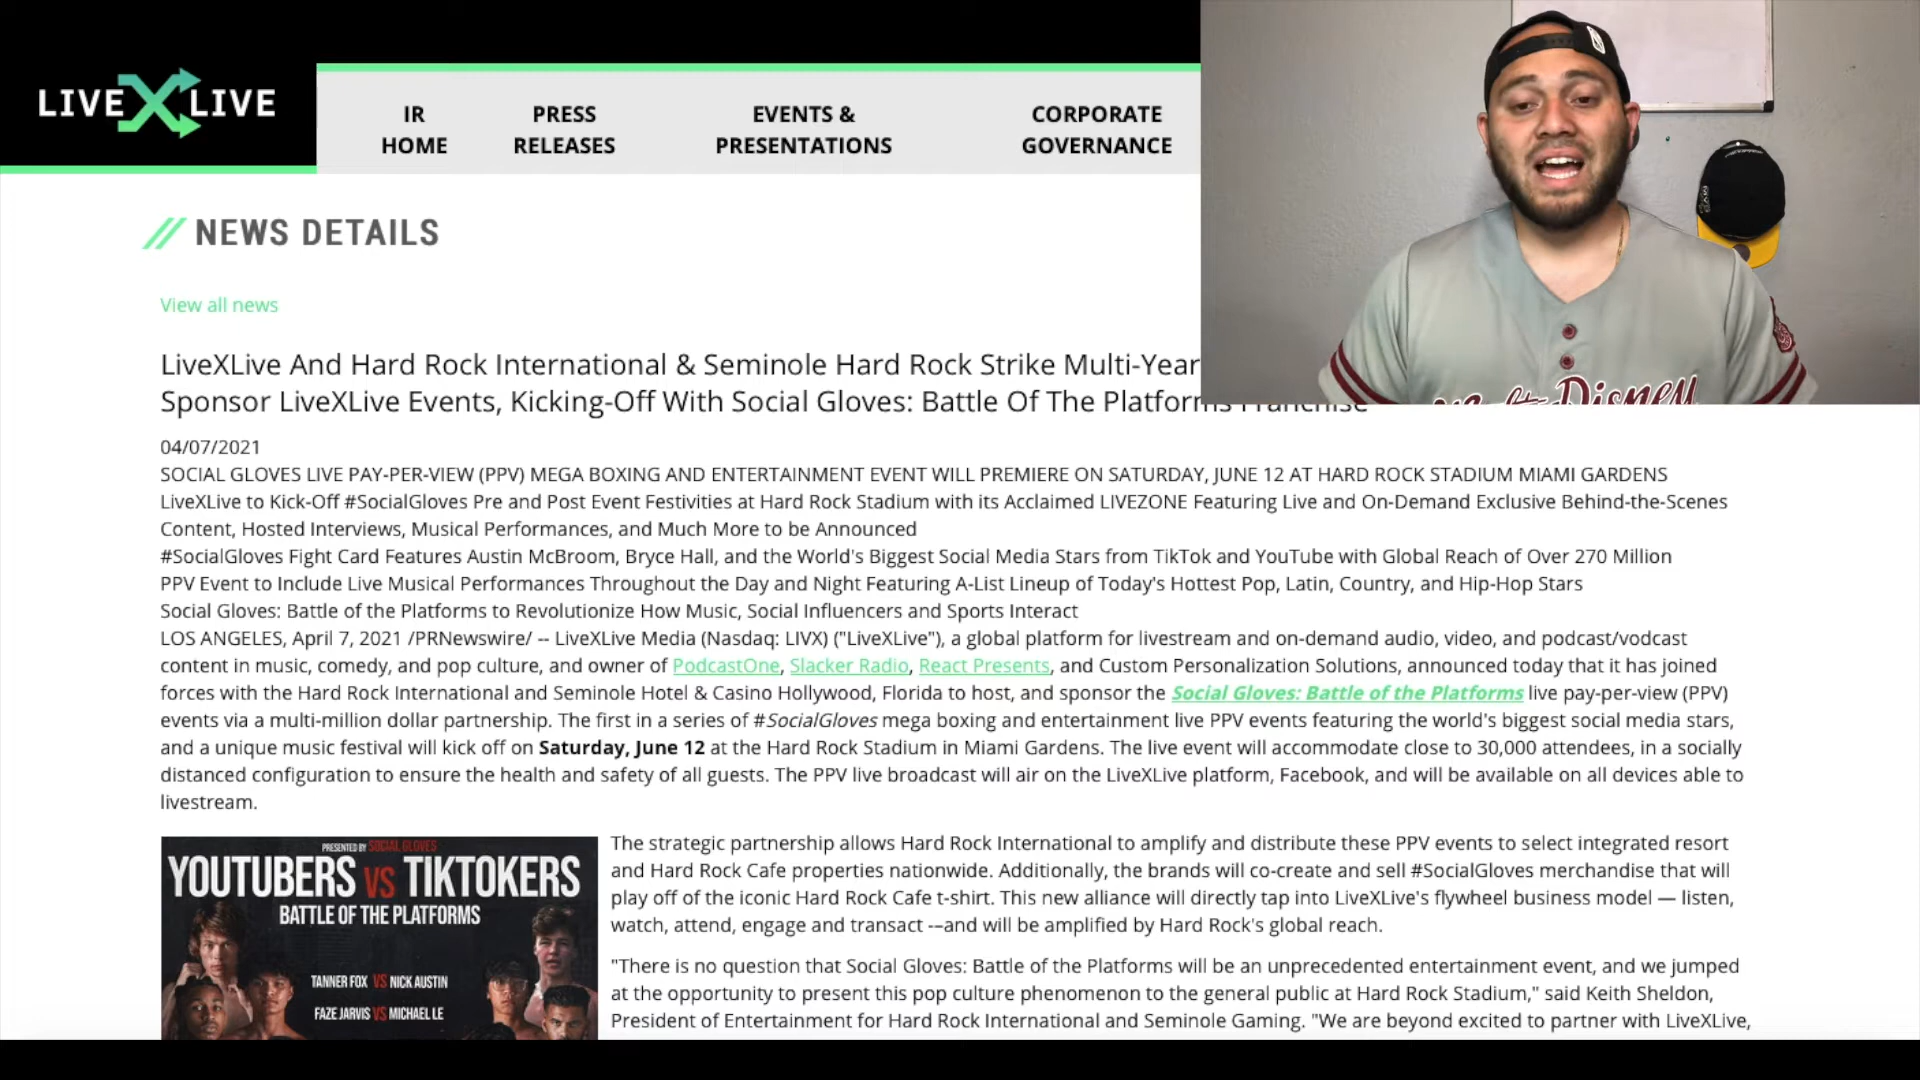 LIVEXLIVE
IR
HOME
PRESS
RELEASES
EVENTS &
PRESENTATIONS
CORPORATE
GOVERNANCE
NEWS DETAILS
View all news
LiveXLive And Hard Rock International & Seminole Hard Rock Strike Multi-Year
Sponsor LiveXLive Events, Kicking-Off With Social Gloves: Battle Of The Platforms Franchise
04/07/2021
SOCIAL GLOVES LIVE PAY-PER-VIEW (PPV) MEGA BOXING AND ENTERTAINMENT EVENT WILL PREMIERE ON SATURDAY, JUNE 12 AT HARD ROCK STADIUM MIAMI GARDENS
LiveXLive to Kick-Off #SocialGloves Pre and Post Event Festivities at Hard Rock Stadium with its Acclaimed LIVEZONE Featuring Live and On-Demand Exclusive Behind-the-Scenes
Content, Hosted Interviews, Musical Performances, and Much More to be Announced
#SocialGloves Fight Card Features Austin McBroom, Bryce Hall, and the World's Biggest Social Media Stars from TikTok and YouTube with Global Reach of Over 270 Million
PPV Event to Include Live Musical Performances Throughout the Day and Night Featuring A-List Lineup of Today's Hottest Pop, Latin, Country, and Hip-Hop Stars
Social Gloves: Battle of the Platforms to Revolutionize How Music, Social Influencers and Sports Interact
LOS ANGELES, April 7, 2021 /PRNewswire/ -- LiveXLive Media (Nasdaq: LIVX) ("LiveXLive"), a global platform for livestream and on-demand audio, video, and podcast/vodcast
content in music, comedy, and pop culture, and owner of PodcastOne, Slacker Radio, React Presents, and Custom Personalization Solutions, announced today that it has joined
forces with the Hard Rock International and Seminole Hotel & Casino Hollywood, Florida to host, and sponsor the Social Gloves: Battle of the Platforms live pay-per-view (PPV)
events via a multi-million dollar partnership. The first in a series of #SocialGloves mega boxing and entertainment live PPV events featuring the world's biggest social media stars,
and a unique music festival will kick off on Saturday, June 12 at the Hard Rock Stadium in Miami Gardens. The live event will accommodate close to 30,000 attendees, in a socially
distanced configuration to ensure the health and safety of all guests. The PPV live broadcast will air on the LiveXLive platform, Facebook, and will be available on all devices able to
livestream.
PRESENTED BY SOCIAL GLOVES
YOUTUBERS VS TIKTOKERS
BATTLE OF THE PLATFORMS
TANNER FOX VS NICK AUSTIN
FAZE JARVIS VS MICHAEL LE
The strategic partnership allows Hard Rock International to amplify and distribute these PPV events to select integrated resort
and Hard Rock Cafe properties nationwide. Additionally, the brands will co-create and sell #SocialGloves merchandise that will
play off of the iconic Hard Rock Cafe t-shirt. This new alliance will directly tap into LiveXLive's flywheel business model — listen,
watch, attend, engage and transact -–and will be amplified by Hard Rock's global reach.
"There is no question that Social Gloves: Battle of the Platforms will be an unprecedented entertainment event, and we jumped
at the opportunity to present this pop culture phenomenon to the general public at Hard Rock Stadium," said Keith Sheldon,
President of Entertainment for Hard Rock International and Seminole Gaming. "We are beyond excited to partner with LiveXLive,
Disney